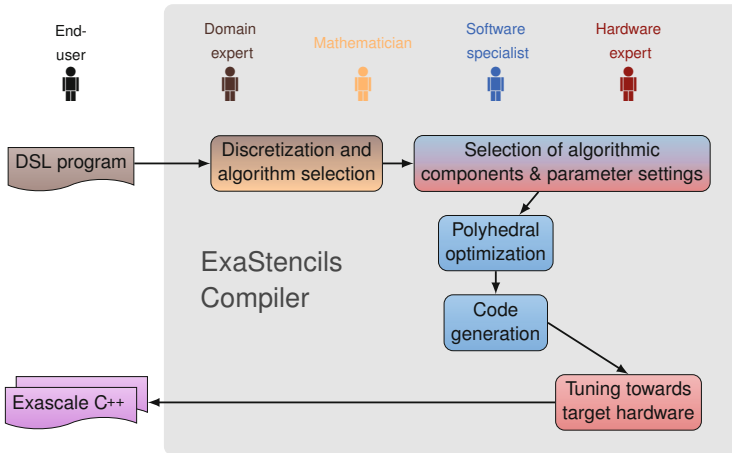 End-
user
Domain
expert
Mathematician
Software
specialist
Hardware
expert
DSL program
Discretization and
algorithm selection
Selection of algorithmic
components & parameter settings
Polyhedral
optimization
ExaStencils
Compiler
Code
generation
Tuning towards
target hardware
Exascale C++